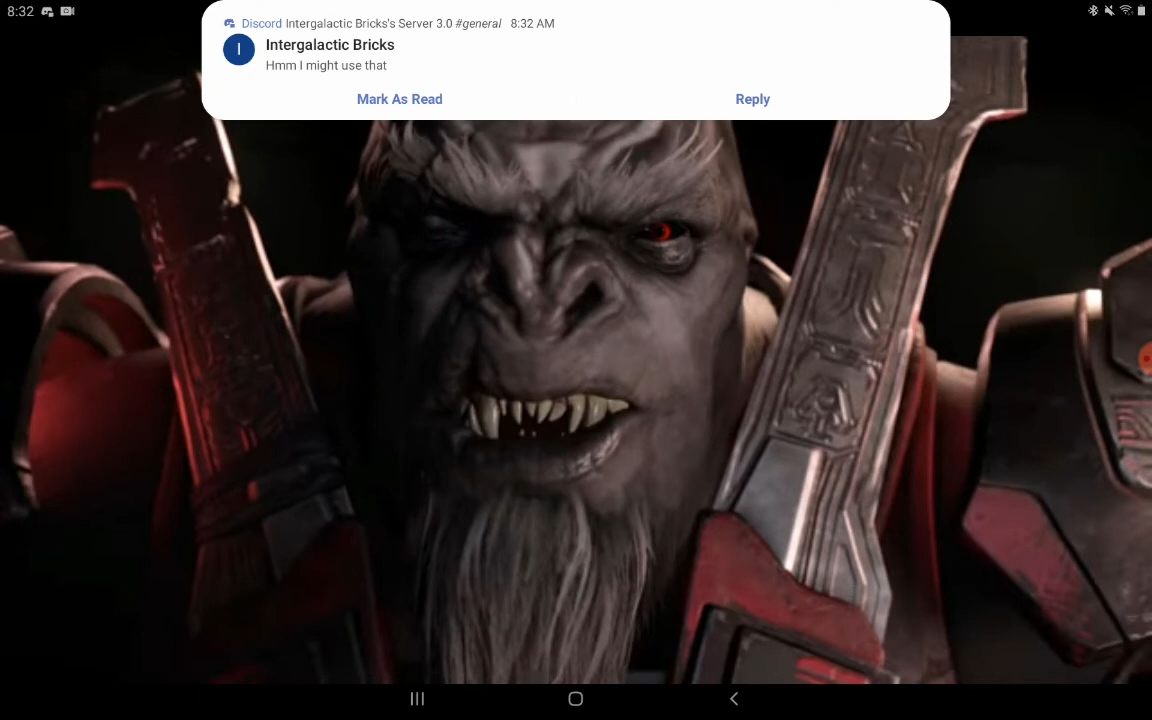 8:32
Discord Intergalactic Bricks's Server 3.0 #general 8:32 AM
I
Intergalactic Bricks
Hmm I might use that
Mark As Read
Reply